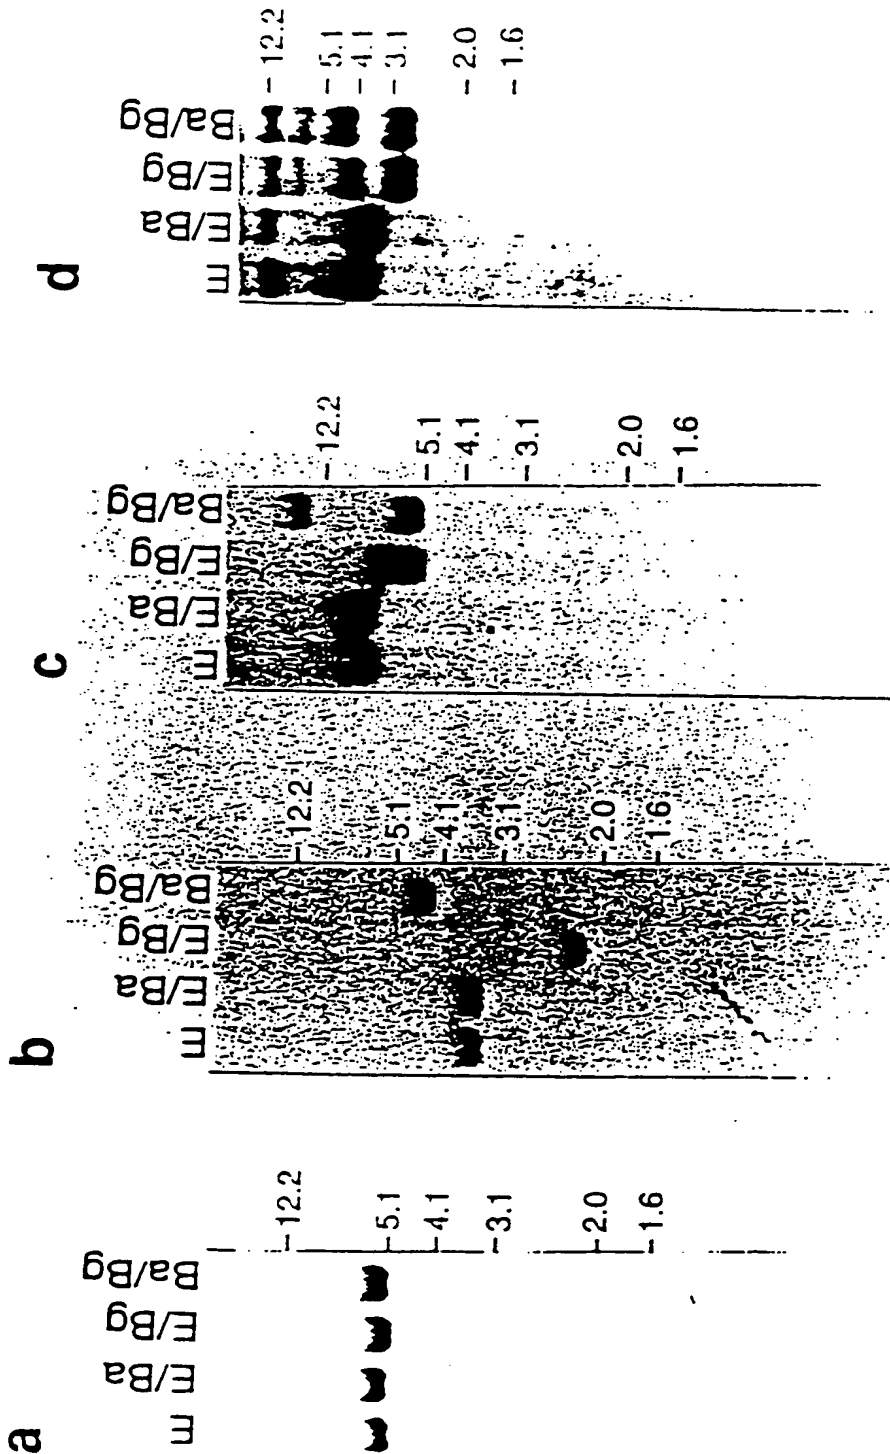 a
E
E/Ba
E/Bg
Ba/Bg
–12.2
–5.1
–4.1
–3.1
–2.0
–1.6
b
E
E/Ba
E/Bg
Ba/Bg
–12.2
–5.1
–4.1
–3.1
–2.0
–1.6
c
E
E/Ba
E/Bg
Ba/Bg
–12.2
–5.1
–4.1
–3.1
–2.0
–1.6
d
E
E/Ba
E/Bg
Ba/Bg
–12.2
–5.1
–4.1
–3.1
–2.0
–1.6